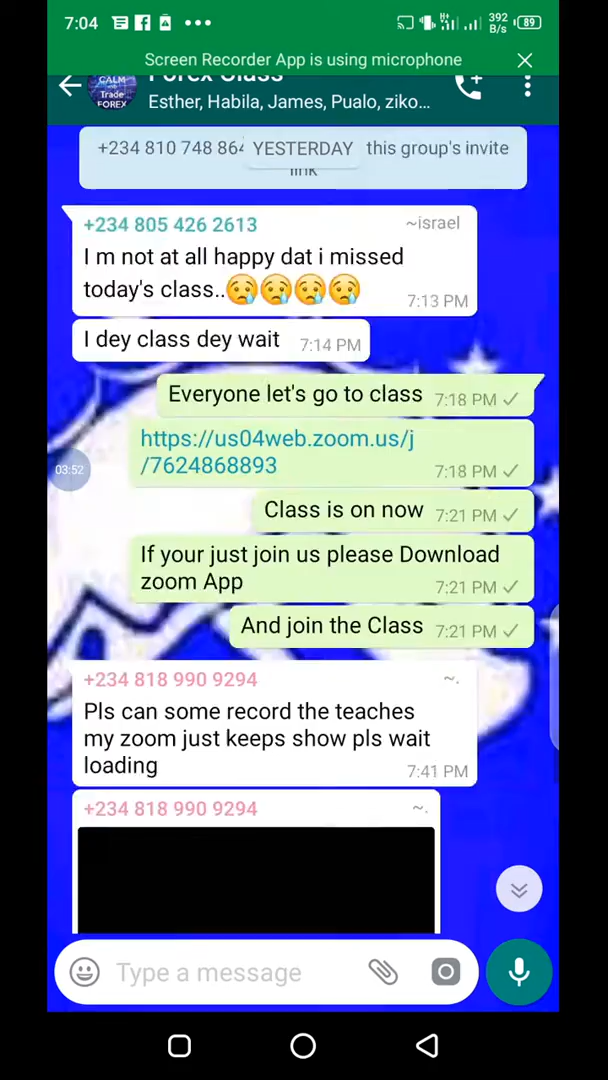 7:04
392
B/s
89
Screen Recorder App is using microphone
Forex Class
CALM
Trade
FOREX
Esther, Habila, James, Pualo, ziko...
+234 810 748 864
YESTERDAY
this group's invite
link
+234 805 426 2613
~israel
I m not at all happy dat i missed
today's class..😢😢😢😢
7:13 PM
I dey class dey wait
7:14 PM
Everyone let's go to class
7:18 PM
https://us04web.zoom.us/j
/7624868893
7:18 PM
03:52
Class is on now
7:21 PM
If your just join us please Download
zoom App
7:21 PM
And join the Class
7:21 PM
+234 818 990 9294
~.
Pls can some record the teaches
my zoom just keeps show pls wait
loading
7:41 PM
+234 818 990 9294
~.
Type a message